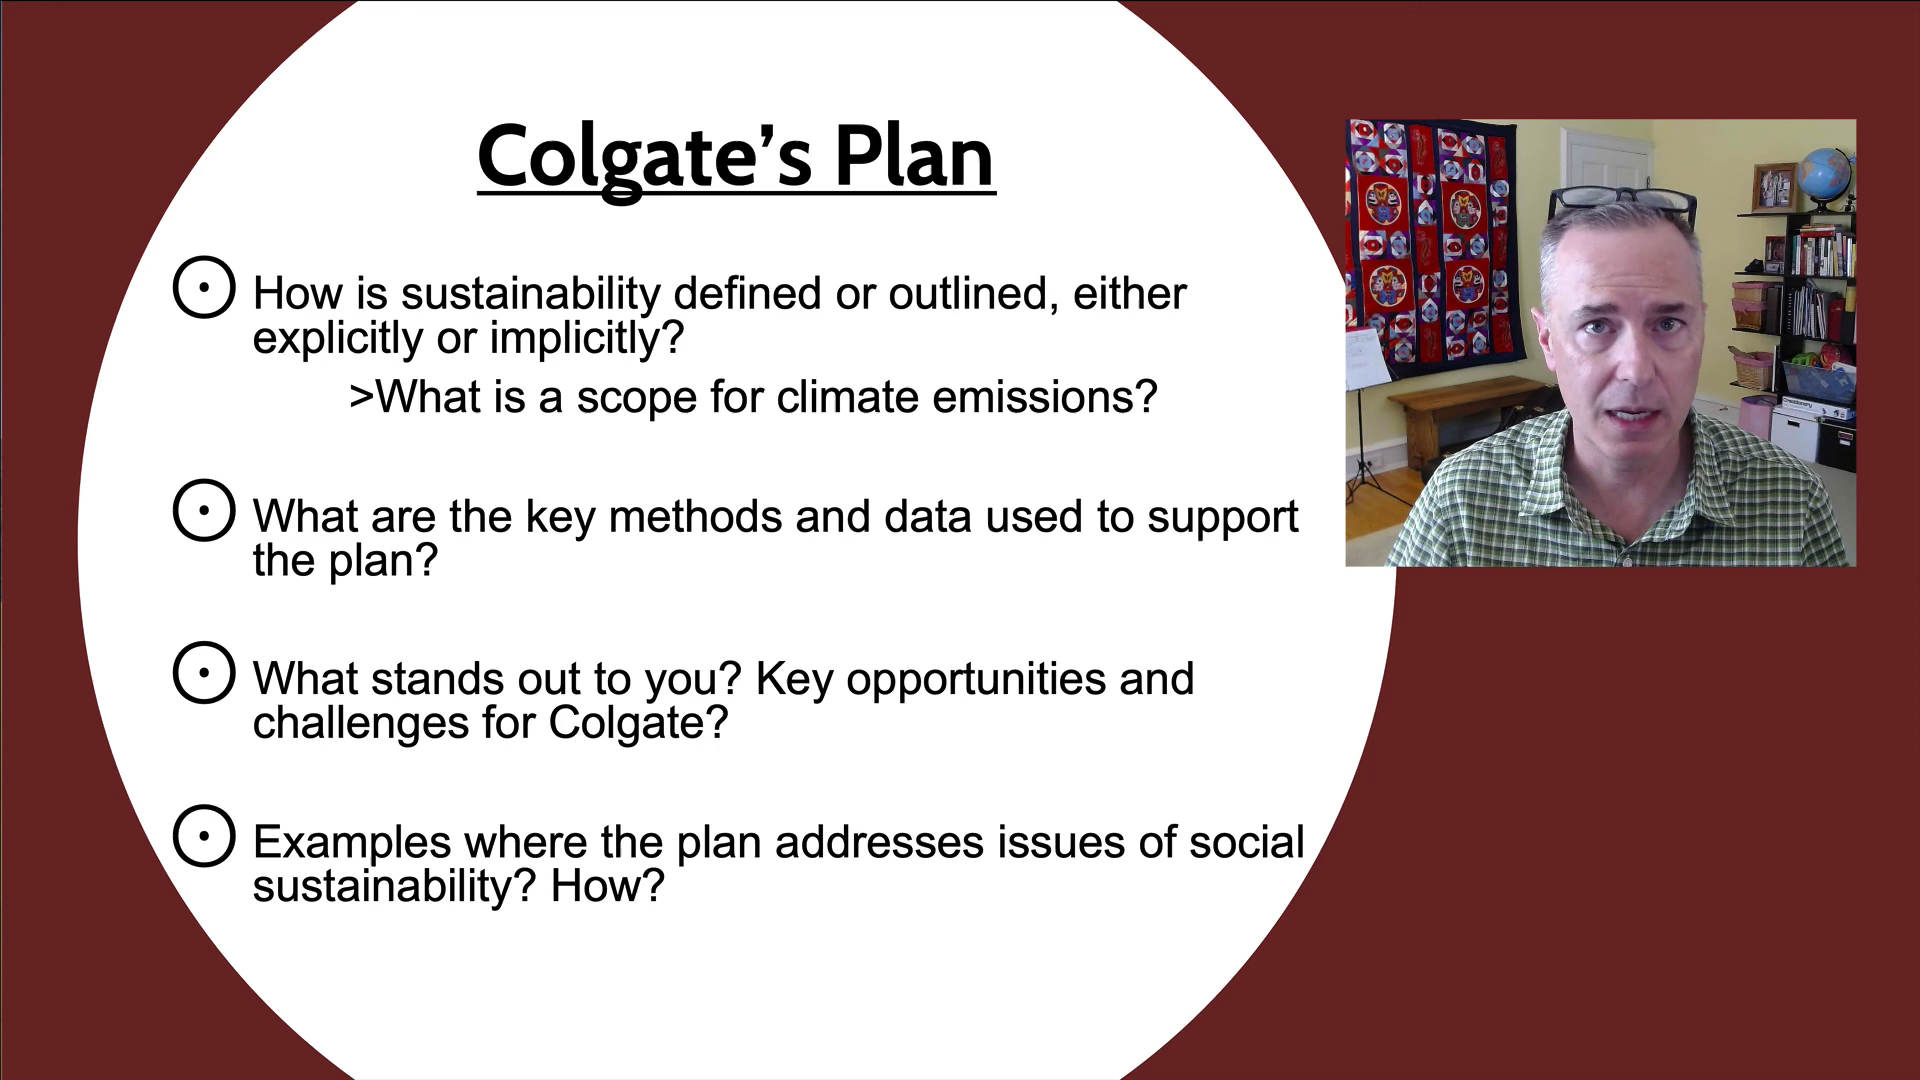 Colgate’s Plan
How is sustainability defined or outlined, either
explicitly or implicitly?
>What is a scope for climate emissions?
What are the key methods and data used to support
the plan?
What stands out to you? Key opportunities and
challenges for Colgate?
Examples where the plan addresses issues of social
sustainability? How?